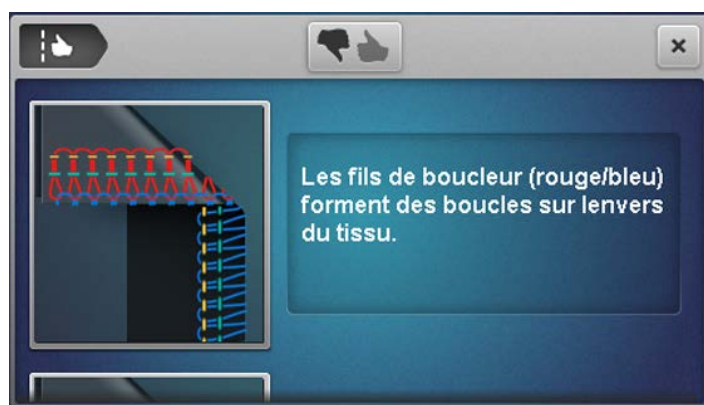 Les fils de boucleur (rouge/bleu)
forment des boucles sur lenvers
du tissu.